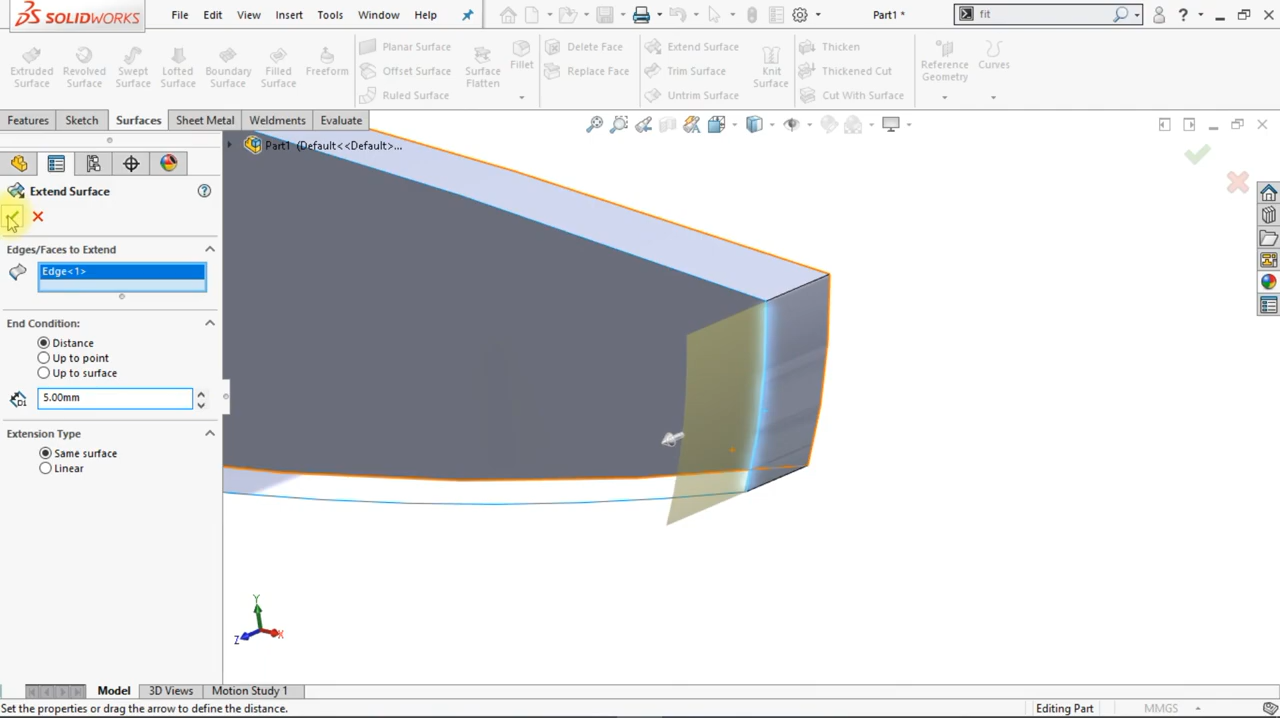 SOLIDWORKS
File Edit View Insert Tools Window Help
Part1 *
fit
Extruded Surface
Revolved Surface
Swept Surface
Lofted Surface
Boundary Surface
Filled Surface
Freeform
Planar Surface
Offset Surface
Ruled Surface
Surface Flatten
Fillet
Delete Face
Replace Face
Extend Surface
Trim Surface
Untrim Surface
Knit Surface
Thicken
Thickened Cut
Cut With Surface
Reference Geometry
Curves
Features Sketch Surfaces Sheet Metal Weldments Evaluate
Part1 (Default<<Default>...
Extend Surface
Edges/Faces to Extend
Edge<1>
End Condition:
Distance
Up to point
Up to surface
D1
5.00mm
Extension Type
Same surface
Linear
Y
Z
X
Model 3D Views Motion Study 1
Set the properties or drag the arrow to define the distance.
Editing Part
MMGS